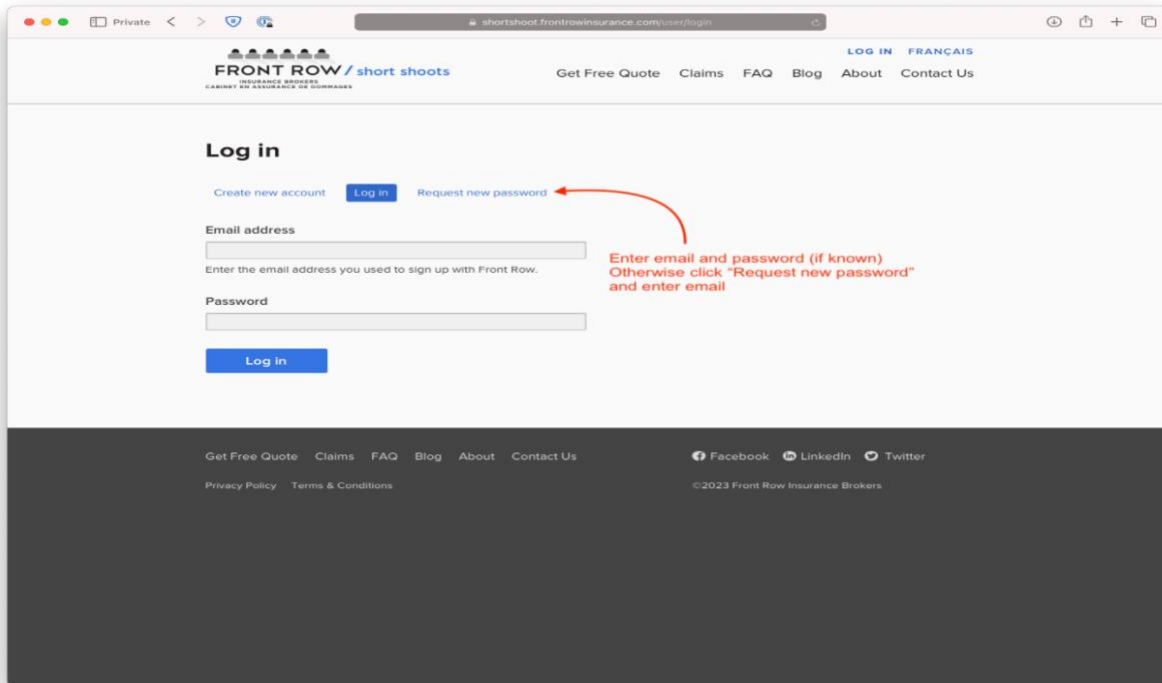 Private
shortshoot.frontrowinsurance.com/user/login
LOG IN FRANÇAIS
FRONT ROW / short shoots
INSURANCE BROKERS
CABINET EN ASSURANCE DE DOMMAGES
Get Free Quote Claims FAQ Blog About Contact Us
Log in
Create new account Log in Request new password
Email address
Enter the email address you used to sign up with Front Row.
Enter email and password (if known)
Otherwise click “Request new password”
and enter email
Password
Log in
Get Free Quote Claims FAQ Blog About Contact Us
Facebook LinkedIn Twitter
Privacy Policy Terms & Conditions
©2023 Front Row Insurance Brokers